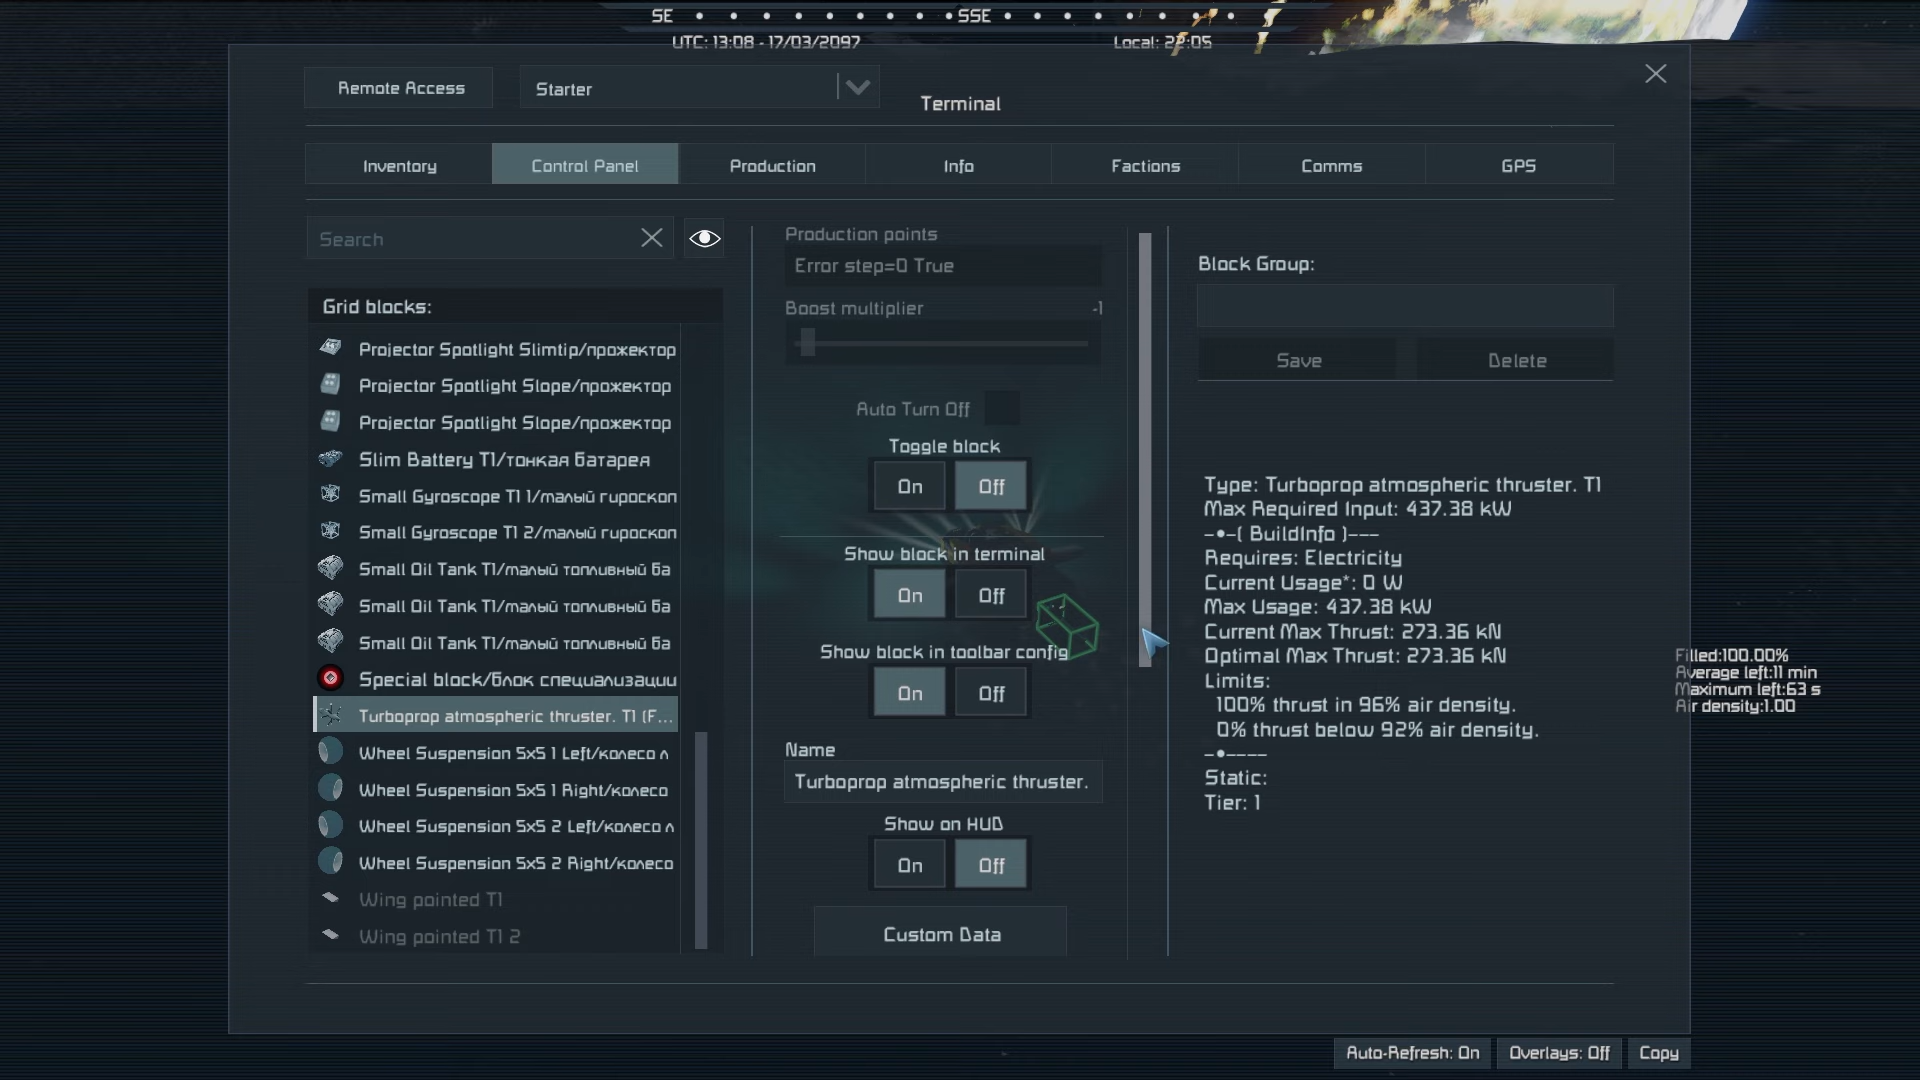 SE SSE
UTC: 13:08 - 17/03/2097
Local: 22:05
Remote Access
Starter
Terminal
Inventory
Control Panel
Production
Info
Factions
Comms
GPS
Search
Grid blocks:
Projector Spotlight Slimtip/прожектор
Projector Spotlight Slope/прожектор
Projector Spotlight Slope/прожектор
Slim Battery T1/тонкая батарея
Small Gyroscope T1 1/малый гироскоп
Small Gyroscope T1 2/малый гироскоп
Small Oil Tank T1/малый топливный ба
Small Oil Tank T1/малый топливный ба
Small Oil Tank T1/малый топливный ба
Special block/блок специализации
Turboprop atmospheric thruster. T1 (F...
Wheel Suspension 5x5 1 Left/колесо л
Wheel Suspension 5x5 1 Right/колесо
Wheel Suspension 5x5 2 Left/колесо л
Wheel Suspension 5x5 2 Right/колесо
Wing pointed T1
Wing pointed T1 2
Production points
Error step=0 True
Boost multiplier -1
Auto Turn Off
Toggle block
On Off
Show block in terminal
On Off
Show block in toolbar config
On Off
Name
Turboprop atmospheric thruster.
Show on HUD
On Off
Custom Data
Block Group:
Save Delete
Type: Turboprop atmospheric thruster. T1
Max Required Input: 437.38 kW
-•-( BuildInfo )---
Requires: Electricity
Current Usage*: 0 W
Max Usage: 437.38 kW
Current Max Thrust: 273.36 kN
Optimal Max Thrust: 273.36 kN
Limits:
100% thrust in 96% air density.
0% thrust below 92% air density.
-•----
Static:
Tier: 1
Filled:100.00%
Average left:11 min
Maximum left:63 s
Air density:1.00
Auto-Refresh: On
Overlays: Off
Copy